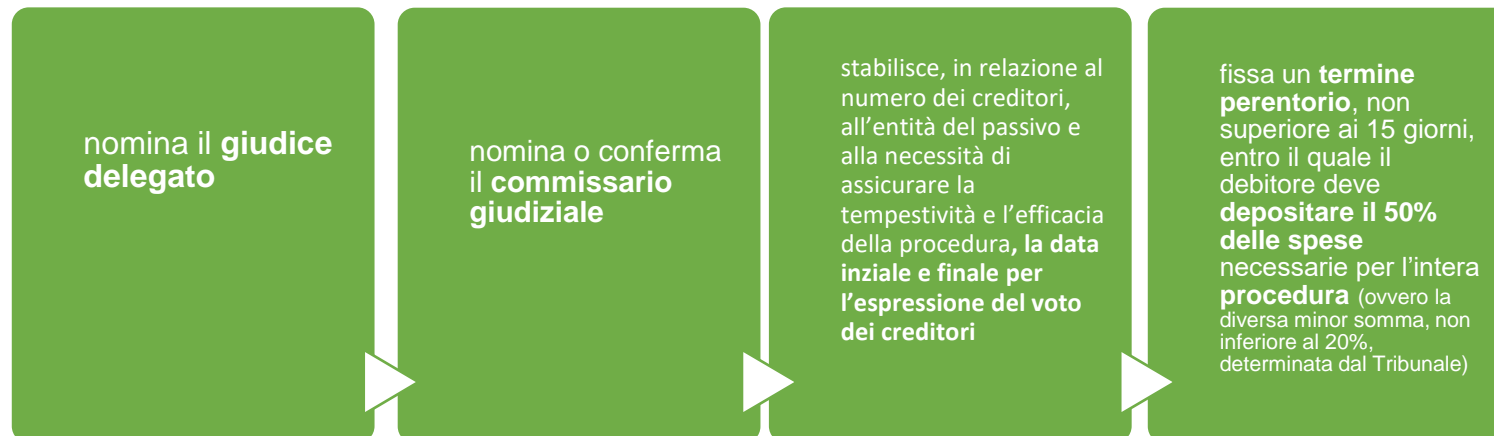 nomina il giudice
delegato
nomina o conferma
il commissario
giudiziale
stabilisce, in relazione al
numero dei creditori,
all’entità del passivo e
alla necessità di
assicurare la
tempestività e l’efficacia
della procedura, la data
inziale e finale per
l’espressione del voto
dei creditori
fissa un termine
perentorio, non
superiore ai 15 giorni,
entro il quale il
debitore deve
depositare il 50%
delle spese
necessarie per l’intera
procedura (ovvero la
diversa minor somma, non
inferiore al 20%,
determinata dal Tribunale)